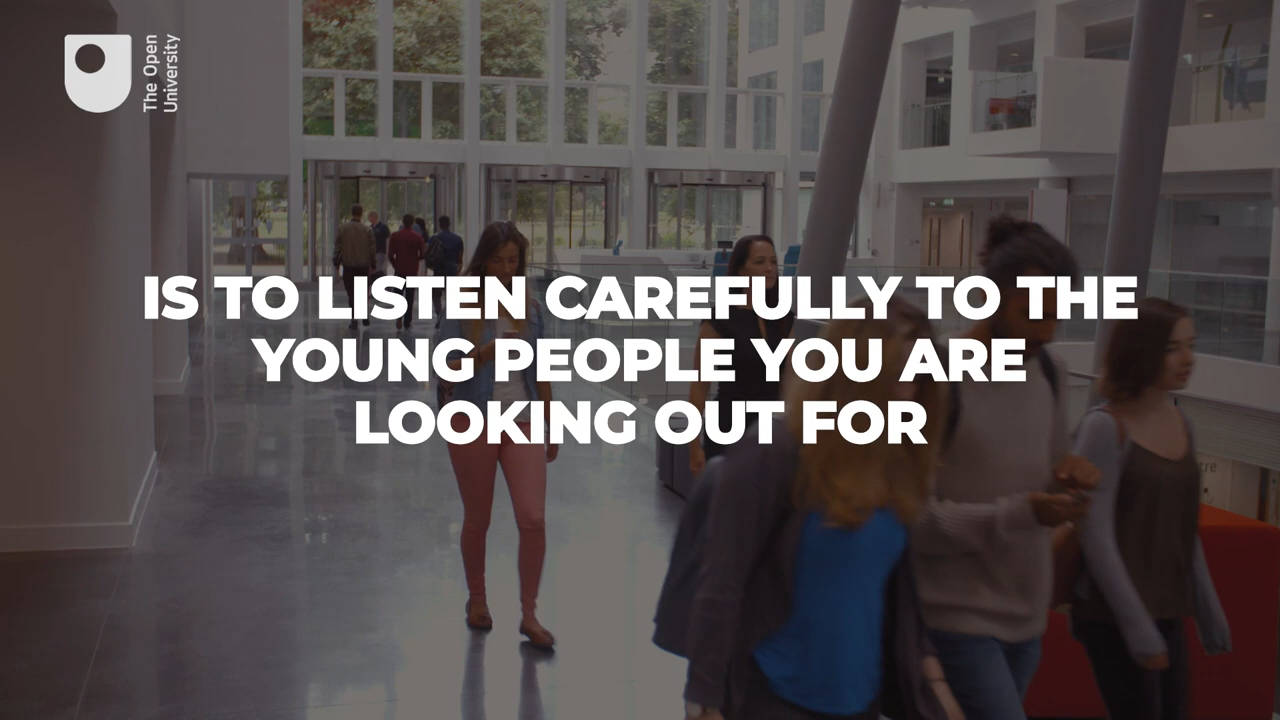 The Open
University
IS TO LISTEN CAREFULLY TO THE
YOUNG PEOPLE YOU ARE
LOOKING OUT FOR